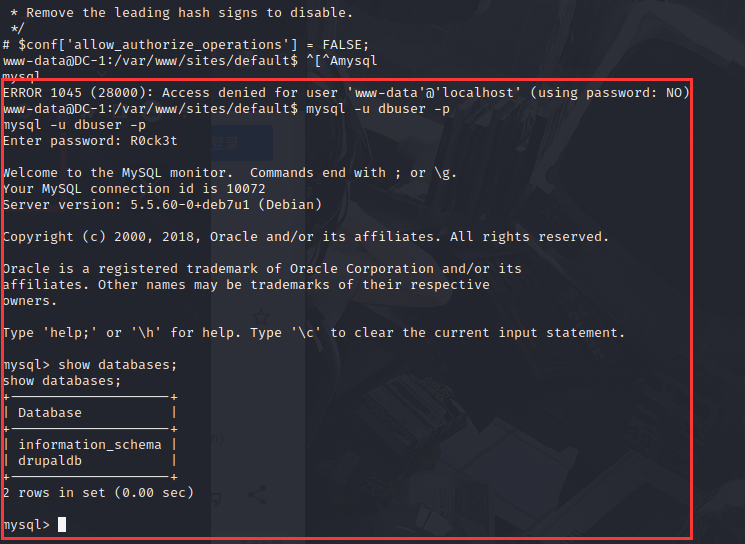 * Remove the leading hash signs to disable.
 */
# $conf['allow_authorize_operations'] = FALSE;
www-data@DC-1:/var/www/sites/default$ ^[^Amysql
mysql
ERROR 1045 (28000): Access denied for user 'www-data'@'localhost' (using password: NO)
www-data@DC-1:/var/www/sites/default$ mysql -u dbuser -p
mysql -u dbuser -p
Enter password: R0ck3t
Welcome to the MySQL monitor.  Commands end with ; or \g.
Your MySQL connection id is 10072
Server version: 5.5.60-0+deb7u1 (Debian)
Copyright (c) 2000, 2018, Oracle and/or its affiliates. All rights reserved.
Oracle is a registered trademark of Oracle Corporation and/or its
affiliates. Other names may be trademarks of their respective
owners.
Type 'help;' or '\h' for help. Type '\c' to clear the current input statement.
mysql> show databases;
show databases;
+--------------------+
| Database           |
+--------------------+
| information_schema |
| drupaldb           |
+--------------------+
2 rows in set (0.00 sec)
mysql>